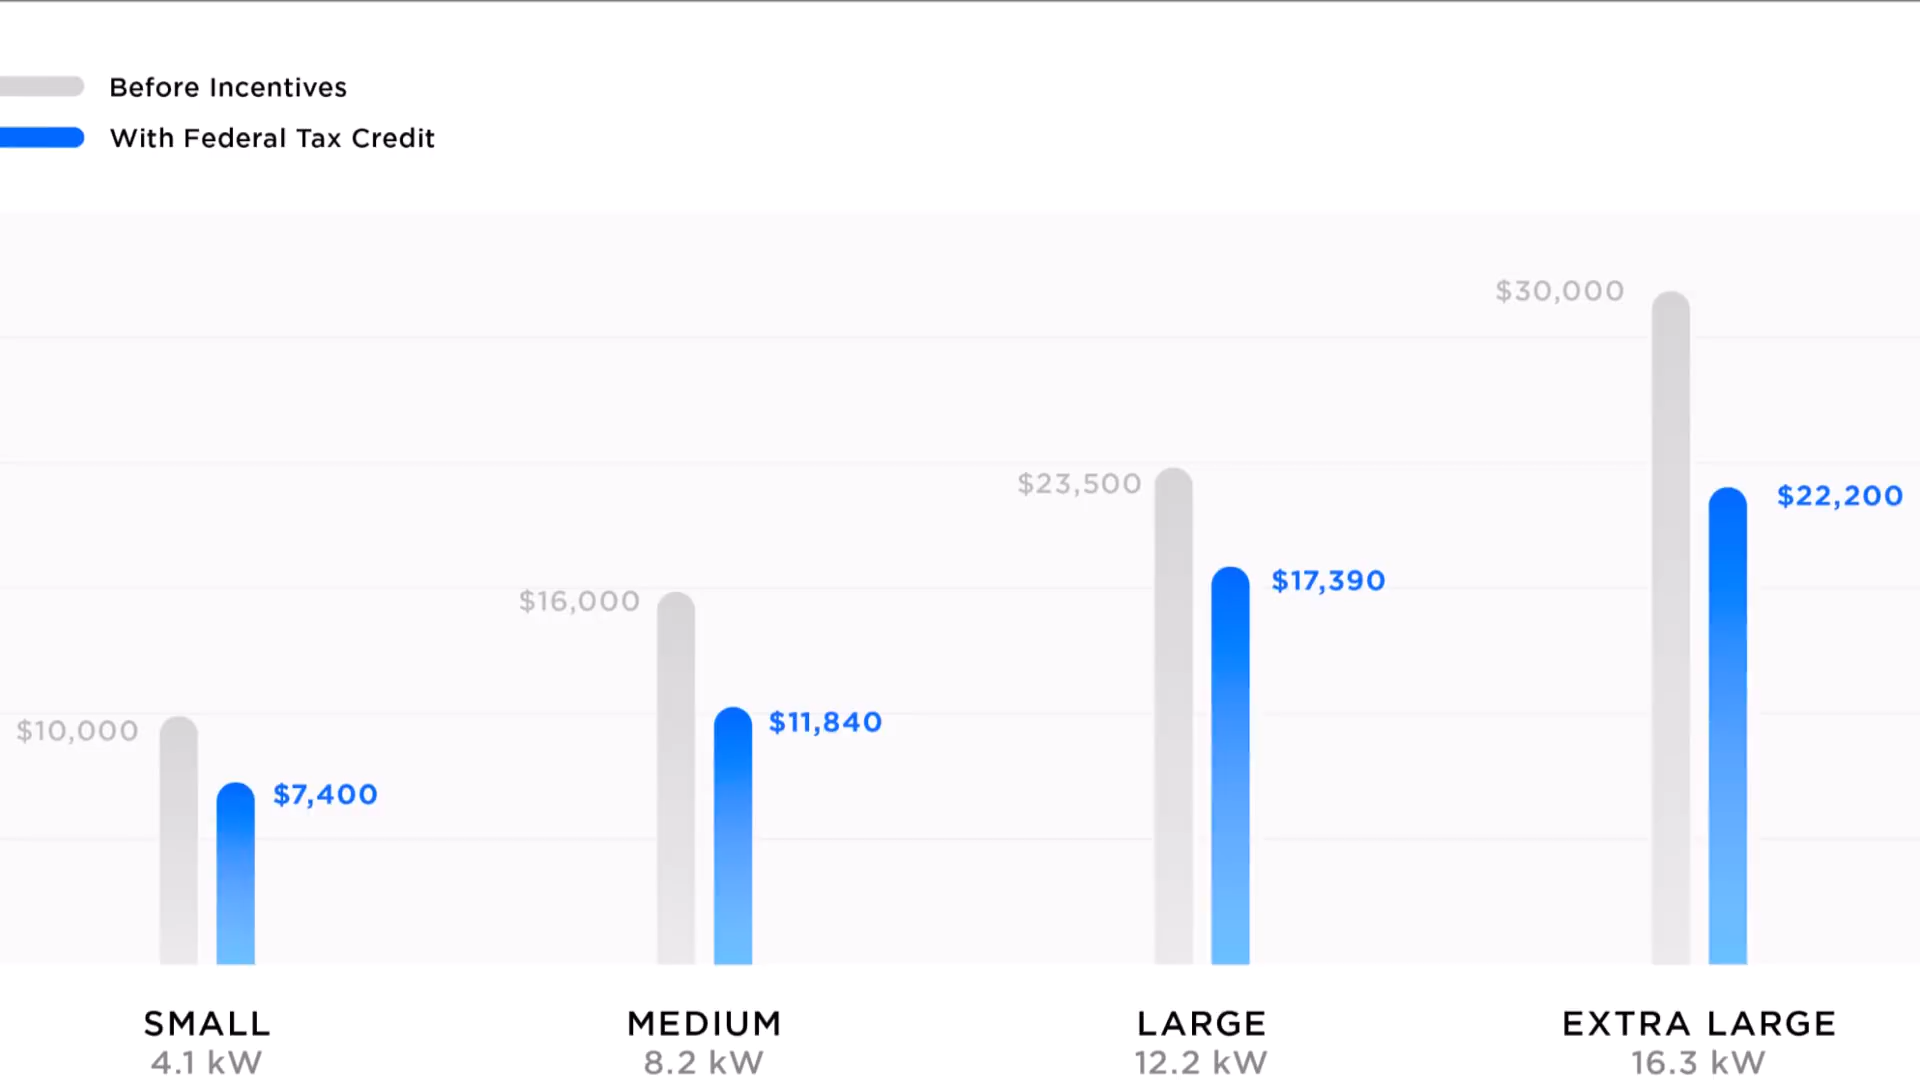 Before Incentives
With Federal Tax Credit
$30,000
$23,500
$22,200
$17,390
$16,000
$11,840
$10,000
$7,400
SMALL
MEDIUM
LARGE
EXTRA LARGE
4.1 kW
8.2 kW
12.2 kW
16.3 kW